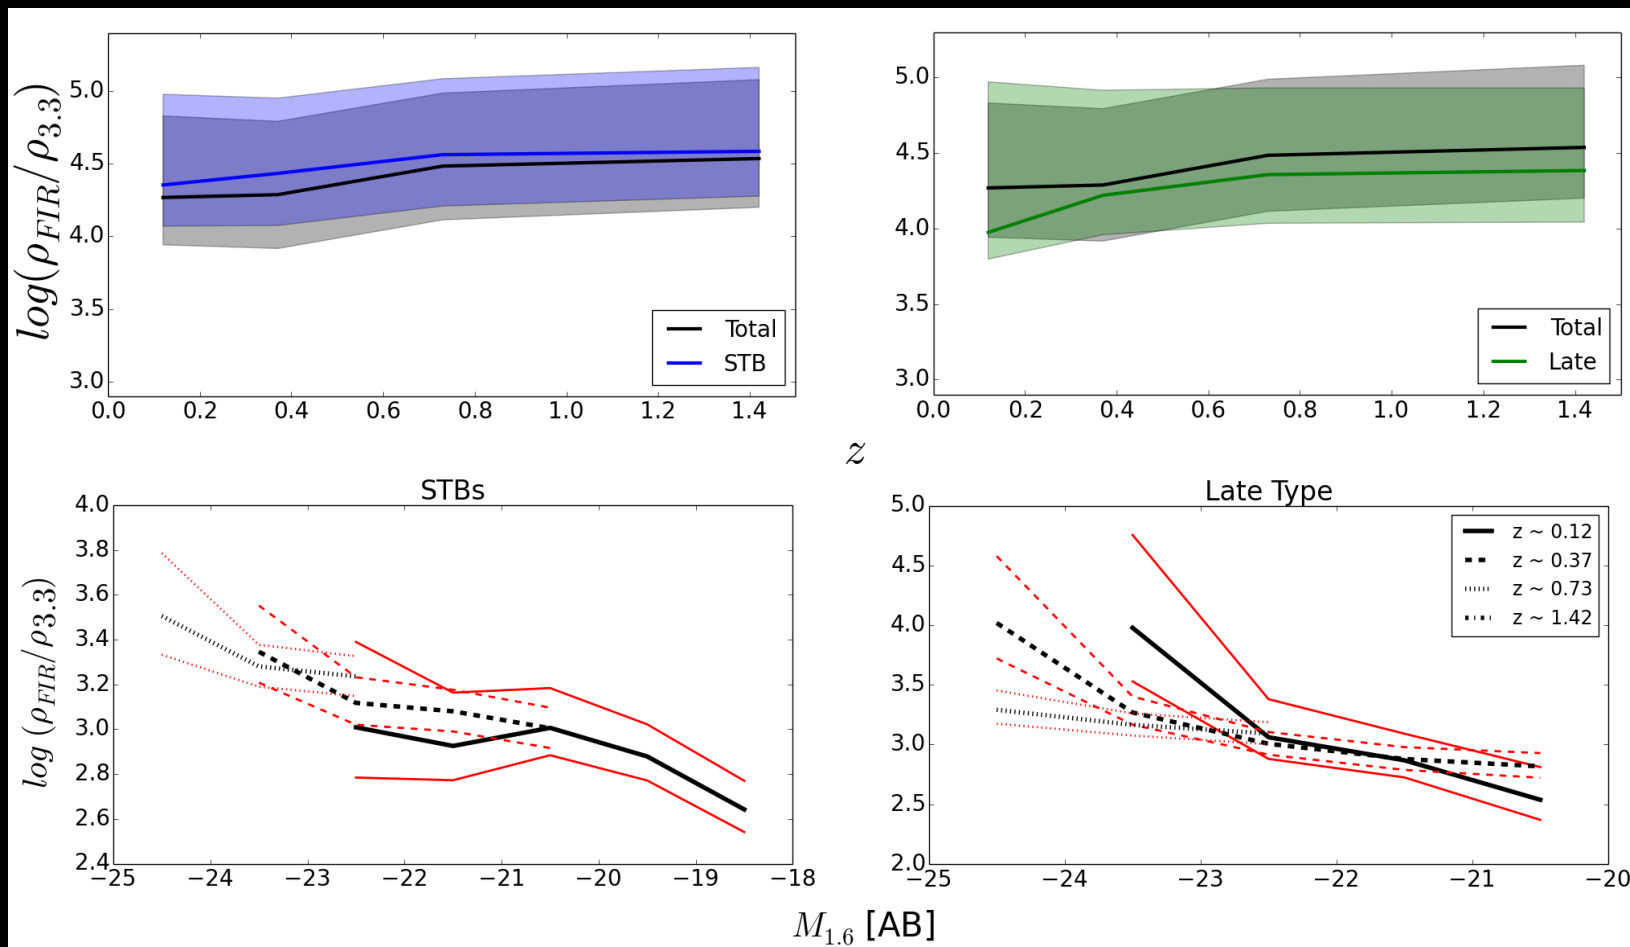 log(ρ_FIR/ρ_3.3)
5.0
4.5
4.0
3.5
3.0
0.0 0.2 0.4 0.6 0.8 1.0 1.2 1.4
Total
STB
5.0
4.5
4.0
3.5
3.0
0.0 0.2 0.4 0.6 0.8 1.0 1.2 1.4
Total
Late
z
STBs
log (ρ_FIR/ρ_3.3)
4.0
3.8
3.6
3.4
3.2
3.0
2.8
2.6
2.4
−25 −24 −23 −22 −21 −20 −19 −18
Late Type
5.0
4.5
4.0
3.5
3.0
2.5
2.0
−25 −24 −23 −22 −21 −20
z ~ 0.12
z ~ 0.37
z ~ 0.73
z ~ 1.42
M_1.6 [AB]